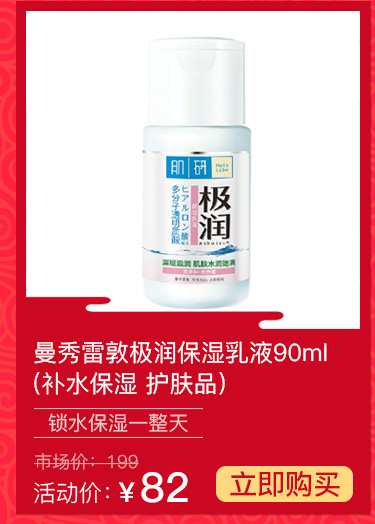 肌研
Hada Labo
极润
ヒアルロン酸
多分子透明质酸
深层滋润 肌肤水润饱满
曼秀雷敦极润保湿乳液90ml
(补水保湿 护肤品)
锁水保湿一整天
市场价：199
活动价：¥82
立即购买